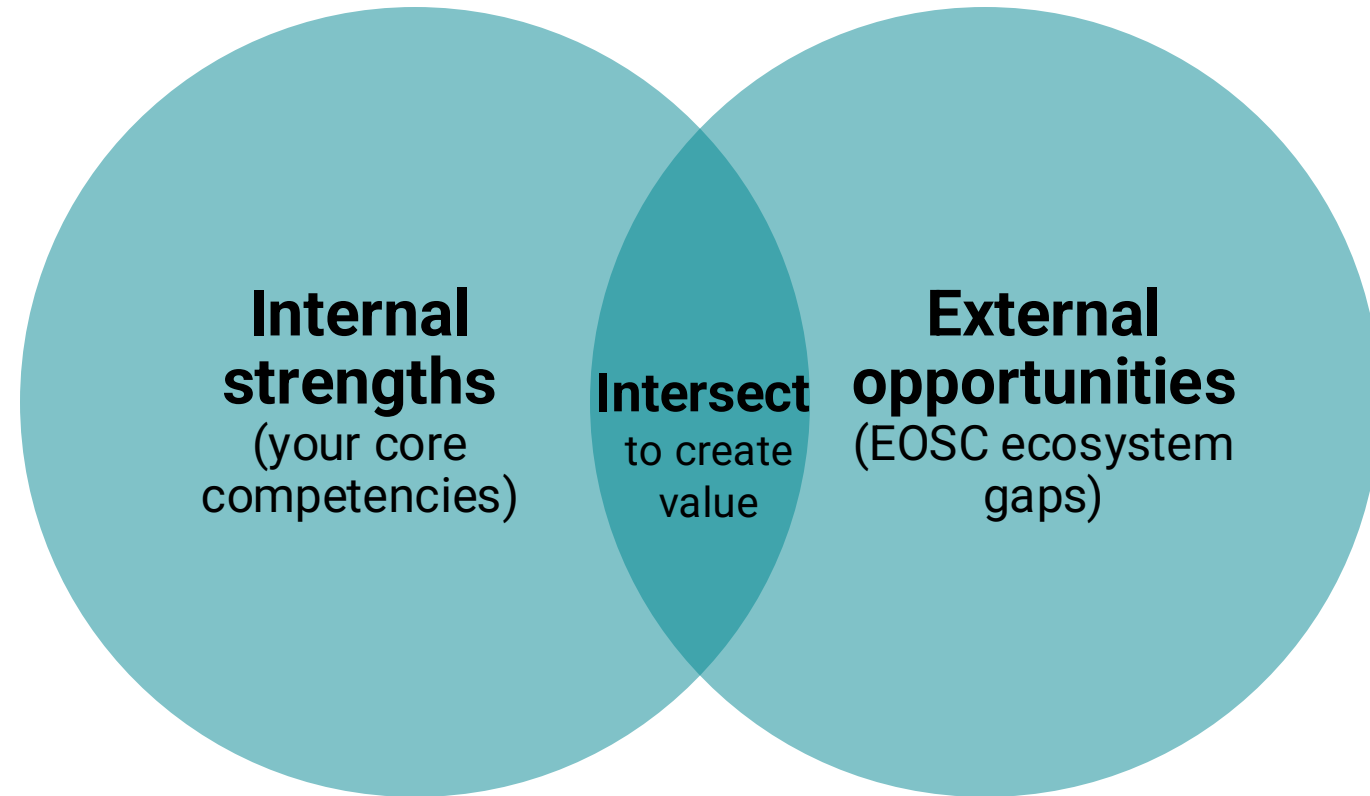 Internal
strengths
(your core
competencies)
Intersect
to create
value
External
opportunities
(EOSC ecosystem
gaps)